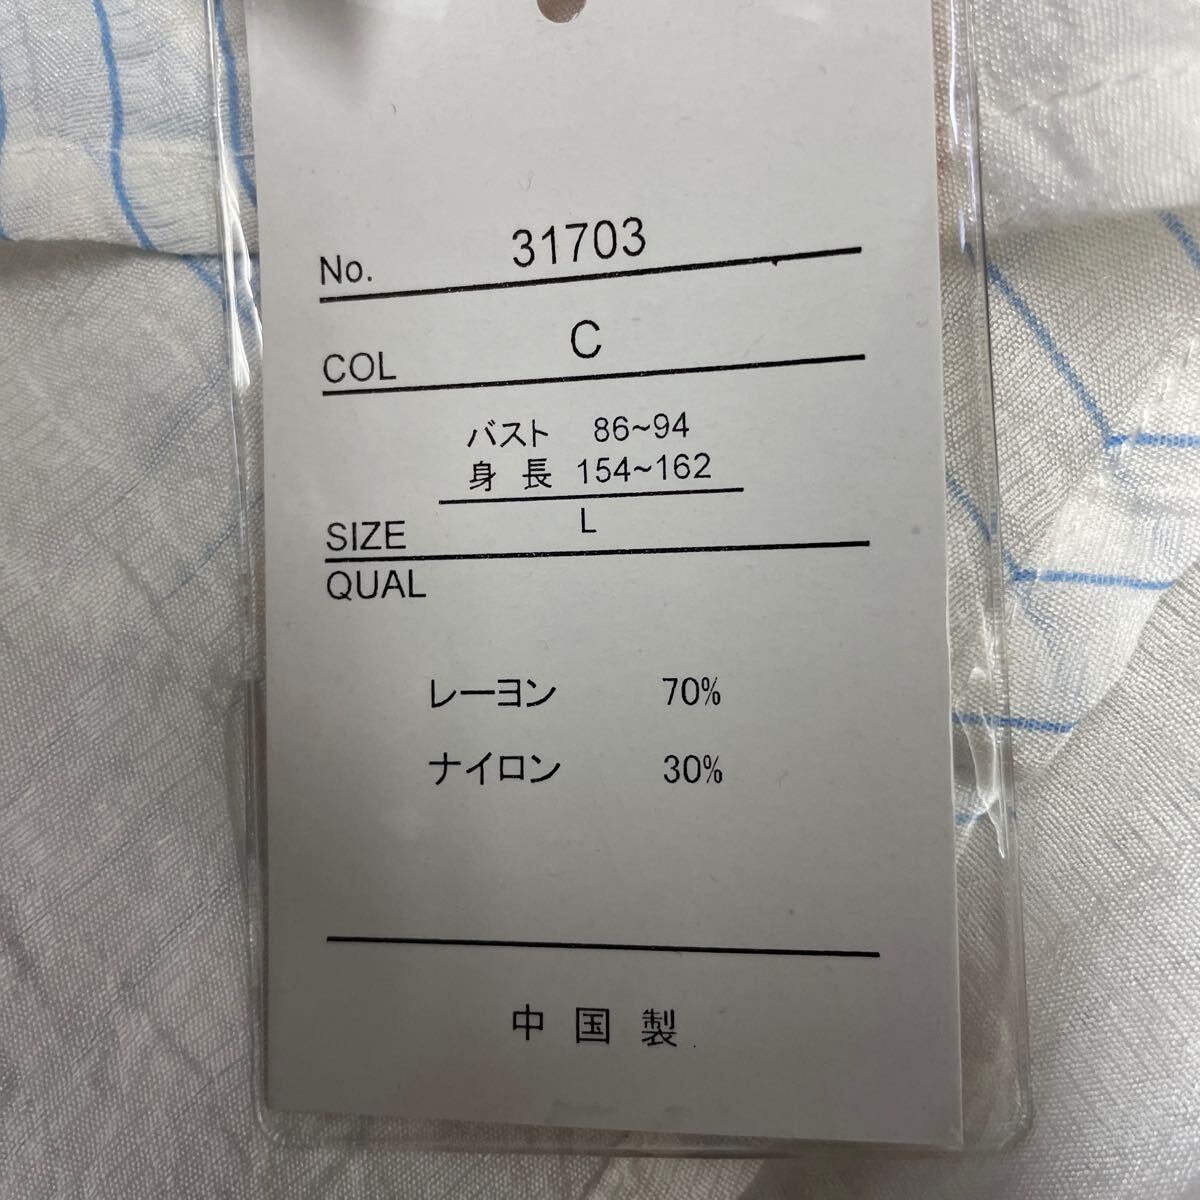 No. 31703
COL C
バスト 86~94
身長 154~162
SIZE L
QUAL
レーヨン 70%
ナイロン 30%
中国製